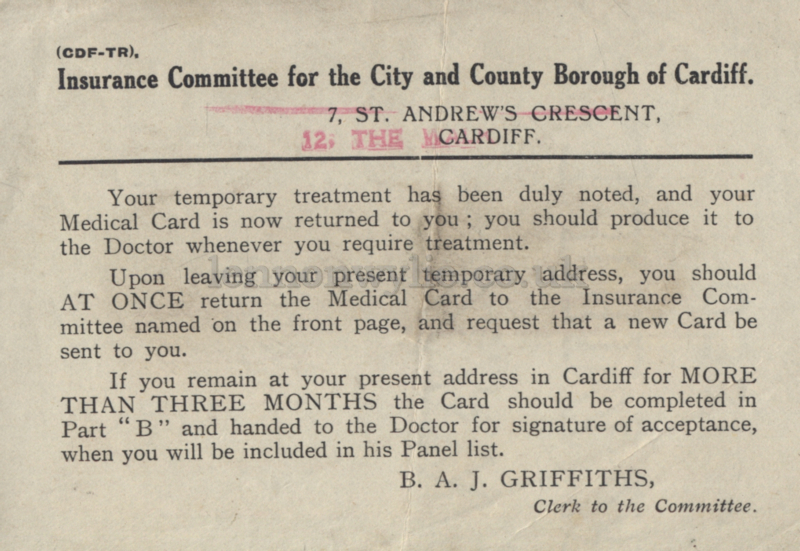 (CDF-TR).
Insurance Committee for the City and County Borough of Cardiff.
7, ST. ANDREW'S CRESCENT,
12, THE
CARDIFF.
Your temporary treatment has been duly noted, and your
Medical Card is now returned to you ; you should produce it to
the Doctor whenever you require treatment.
Upon leaving your present temporary address, you should
AT ONCE return the Medical Card to the Insurance Com-
mittee named on the front page, and request that a new Card be
sent to you.
If you remain at your present address in Cardiff for MORE
THAN THREE MONTHS the Card should be completed in
Part "B" and handed to the Doctor for signature of acceptance,
when you will be included in his Panel list.
B. A. J. GRIFFITHS,
Clerk to the Committee.